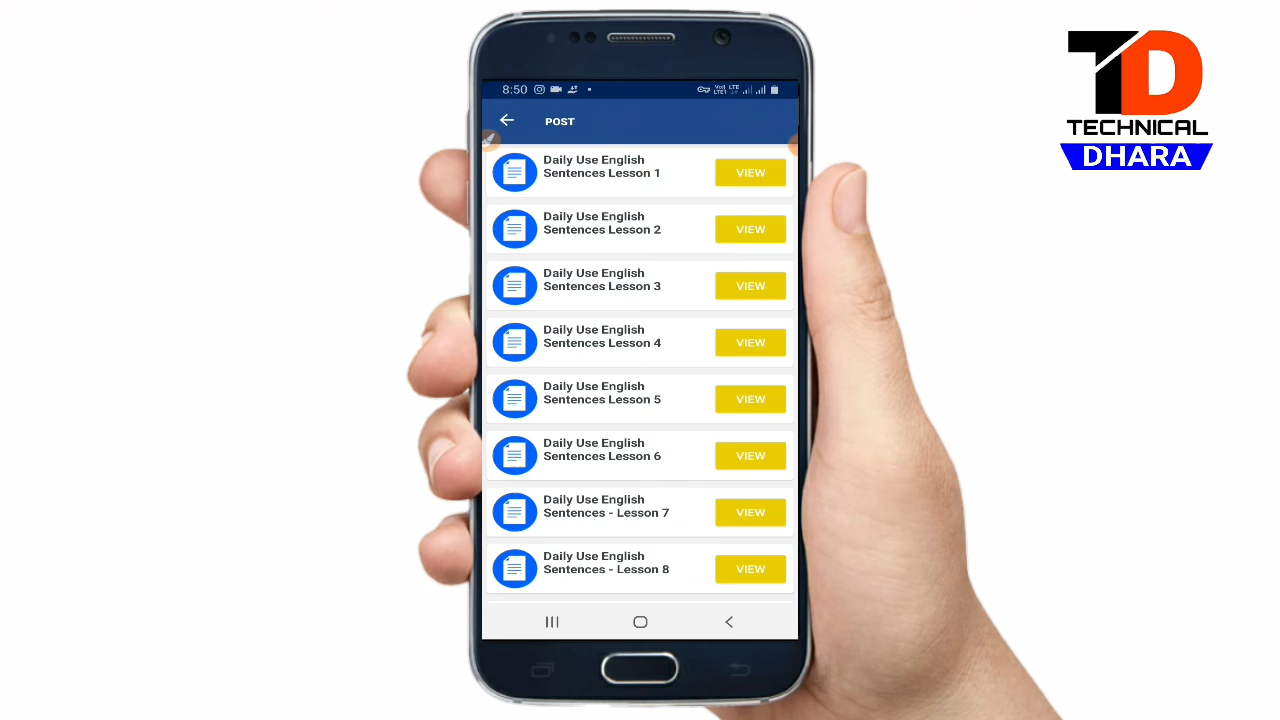 8:50
VoLTE LTE
LTE1
POST
Daily Use English
Sentences Lesson 1
VIEW
Daily Use English
Sentences Lesson 2
VIEW
Daily Use English
Sentences Lesson 3
VIEW
Daily Use English
Sentences Lesson 4
VIEW
Daily Use English
Sentences Lesson 5
VIEW
Daily Use English
Sentences Lesson 6
VIEW
Daily Use English
Sentences - Lesson 7
VIEW
Daily Use English
Sentences - Lesson 8
VIEW
TD
TECHNICAL
DHARA